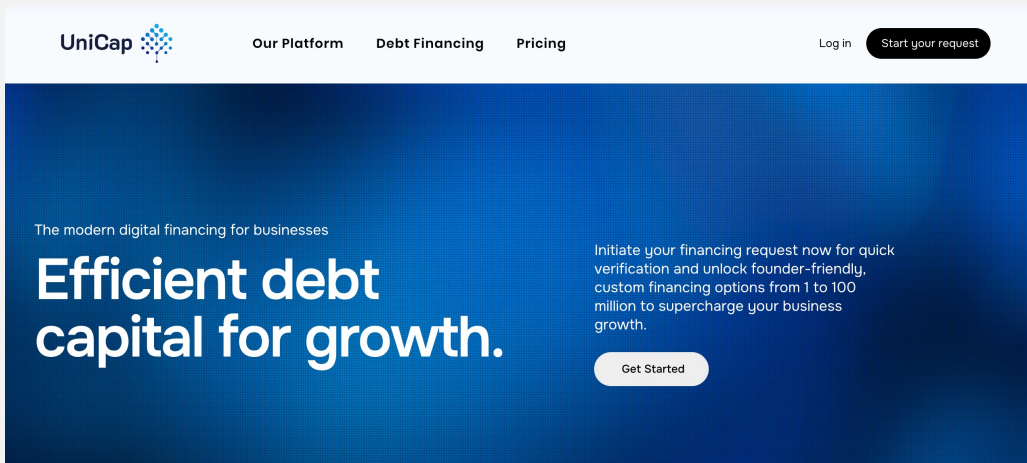 UniCap
Our Platform
Debt Financing
Pricing
Log in
Start your request
The modern digital financing for businesses
Efficient debt
capital for growth.
Initiate your financing request now for quick
verification and unlock founder-friendly,
custom financing options from 1 to 100
million to supercharge your business
growth.
Get Started